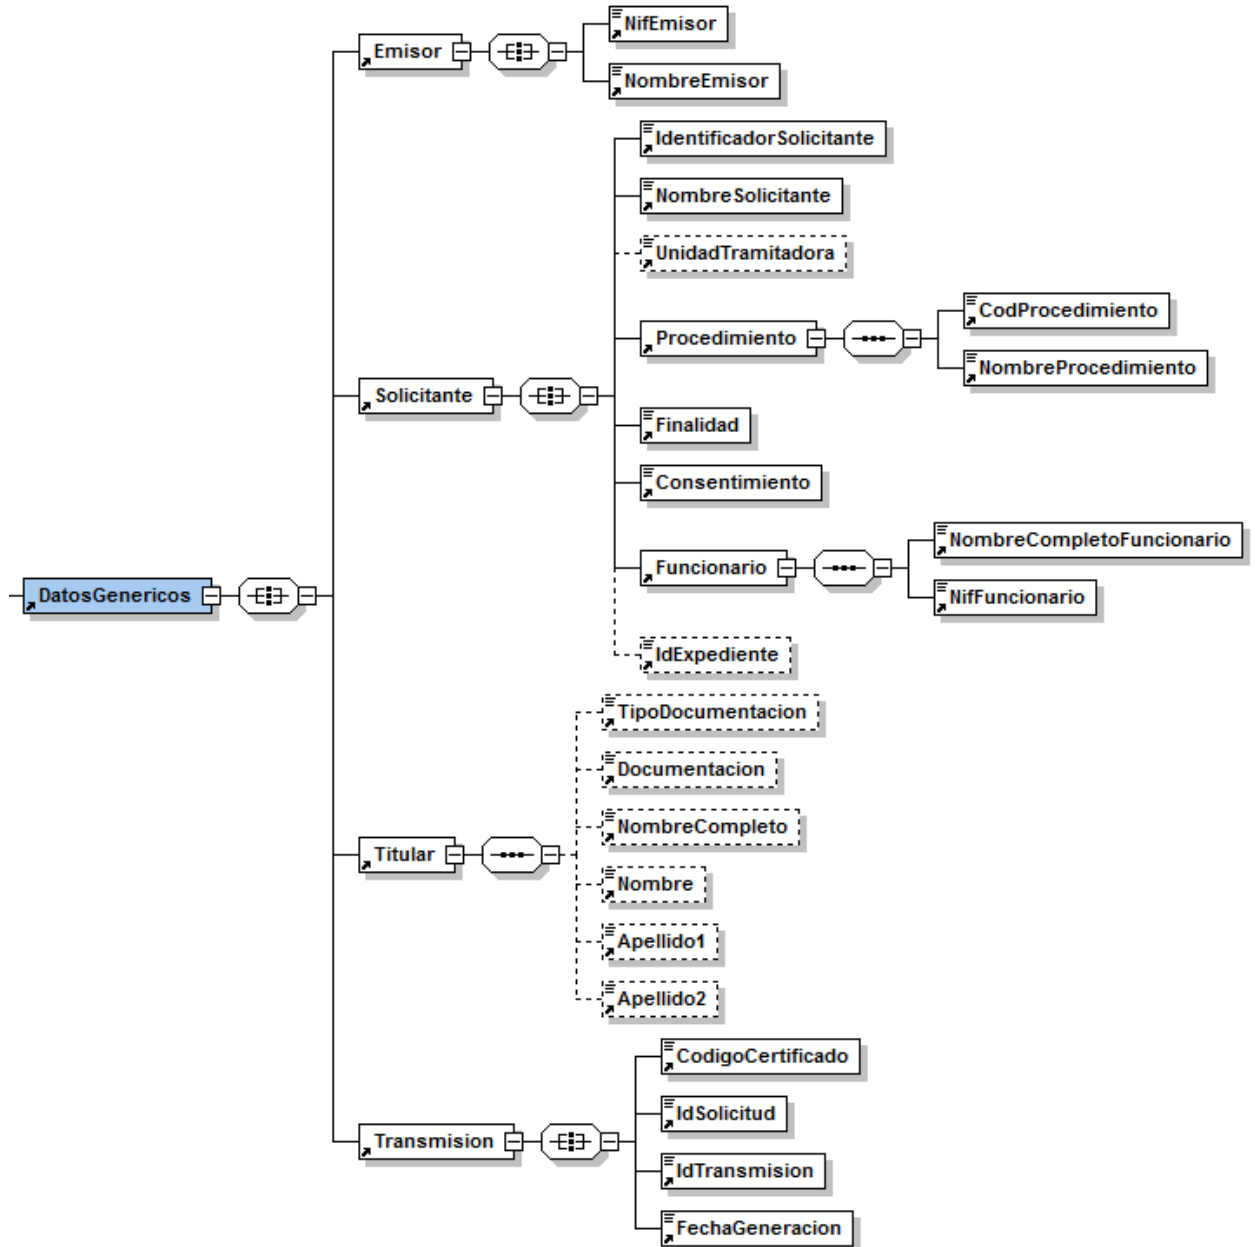 Emisor
NifEmisor
NombreEmisor
IdentificadorSolicitante
NombreSolicitante
UnidadTramitadora
Procedimiento
CodProcedimiento
NombreProcedimiento
Solicitante
Finalidad
Consentimiento
Funcionario
NombreCompletoFuncionario
NifFuncionario
DatosGenericos
IdExpediente
TipoDocumentacion
Documentacion
NombreCompleto
Titular
Nombre
Apellido1
Apellido2
CodigoCertificado
IdSolicitud
Transmision
IdTransmision
FechaGeneracion